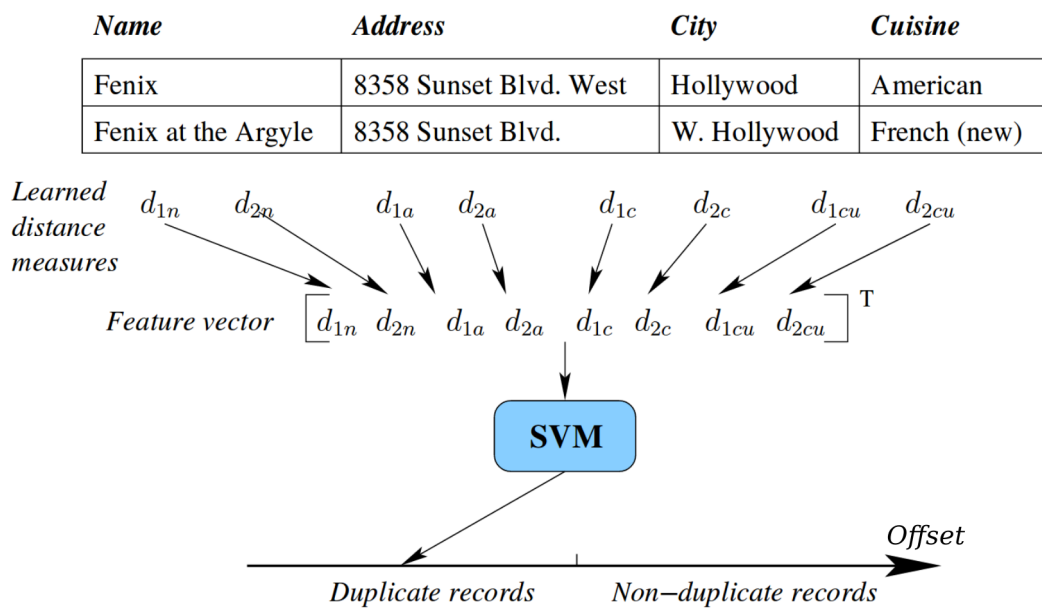 Name Address City Cuisine
Fenix 8358 Sunset Blvd. West Hollywood American
Fenix at the Argyle 8358 Sunset Blvd. W. Hollywood French (new)
Learned
distance
measures
d1n d2n d1a d2a d1c d2c d1cu d2cu
Feature vector [d1n d2n d1a d2a d1c d2c d1cu d2cu]T
SVM
Offset
Duplicate records Non−duplicate records